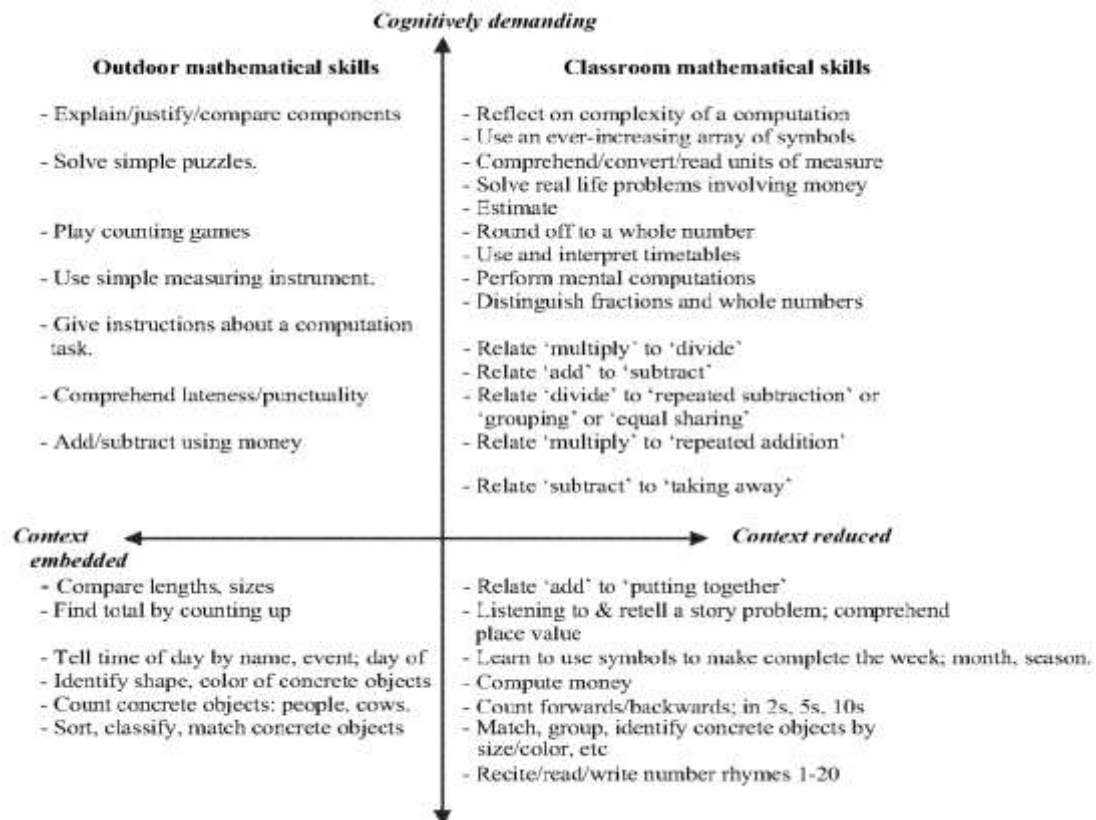 Cognitively demanding
Outdoor mathematical skills
- Explain/justify/compare components
- Solve simple puzzles.
- Play counting games
- Use simple measuring instrument.
- Give instructions about a computation
task.
- Comprehend lateness/punctuality
- Add/subtract using money
Classroom mathematical skills
- Reflect on complexity of a computation
- Use an ever-increasing array of symbols
- Comprehend/convert/read units of measure
- Solve real life problems involving money
- Estimate
- Round off to a whole number
- Use and interpret timetables
- Perform mental computations
- Distinguish fractions and whole numbers
- Relate ‘multiply’ to ‘divide’
- Relate ‘add’ to ‘subtract’
- Relate ‘divide’ to ‘repeated subtraction’ or
‘grouping’ or ‘equal sharing’
- Relate ‘multiply’ to ‘repeated addition’
- Relate ‘subtract’ to ‘taking away’
Context
embedded
Context reduced
- Compare lengths, sizes
- Find total by counting up
- Tell time of day by name, event; day of
- Identify shape, color of concrete objects
- Count concrete objects: people, cows.
- Sort, classify, match concrete objects
- Relate ‘add’ to ‘putting together’
- Listening to & retell a story problem; comprehend
place value
- Learn to use symbols to make complete the week; month, season.
- Compute money
- Count forwards/backwards; in 2s, 5s, 10s
- Match, group, identify concrete objects by
size/color, etc
- Recite/read/write number rhymes 1-20